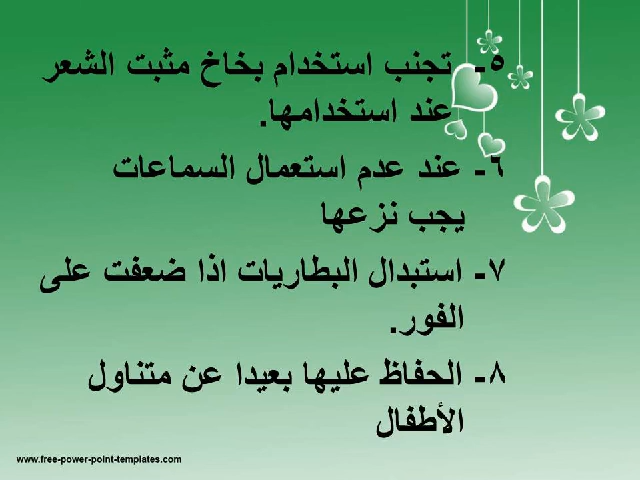 ٥- تجنب استخدام بخاخ مثبت الشعر
عند استخدامها.
٦- عند عدم استعمال السماعات
يجب نزعها
٧- استبدال البطاريات اذا ضعفت على
الفور.
٨- الحفاظ عليها بعيدا عن متناول
الأطفال
www.free-power-point-templates.com